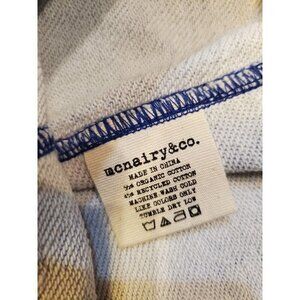 mcnairy&co.
MADE IN CHINA
ORGANIC COTTON
RECYCLED COTTON
MACHINE WASH COLD
LIKE COLORS ONLY
TUMBLE DRY LOW